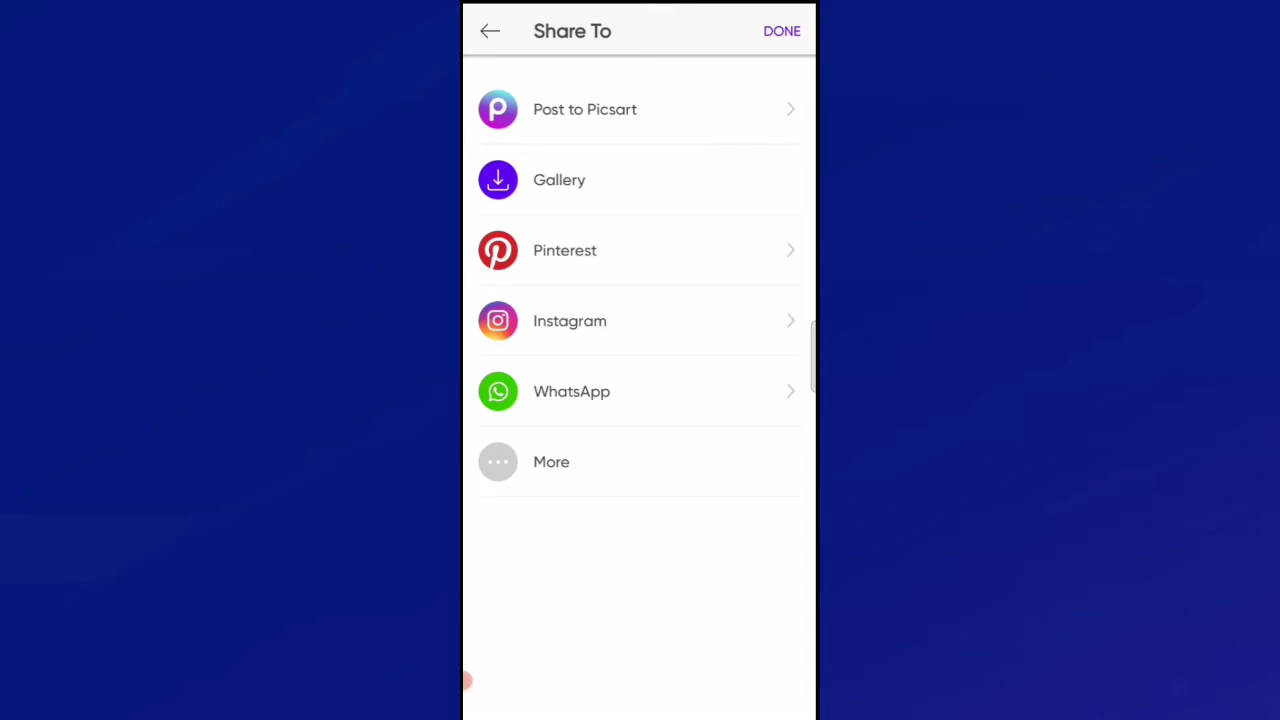 Share To
DONE
Post to Picsart
Gallery
Pinterest
Instagram
WhatsApp
More